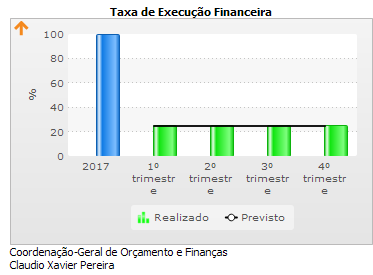 Taxa de Execução Financeira
100
80
60
40
20
0
%
2017
1º trimestr e
2º trimestr e
3º trimestr e
4º trimestr e
Realizado
Previsto
Coordenação-Geral de Orçamento e Finanças
Claudio Xavier Pereira